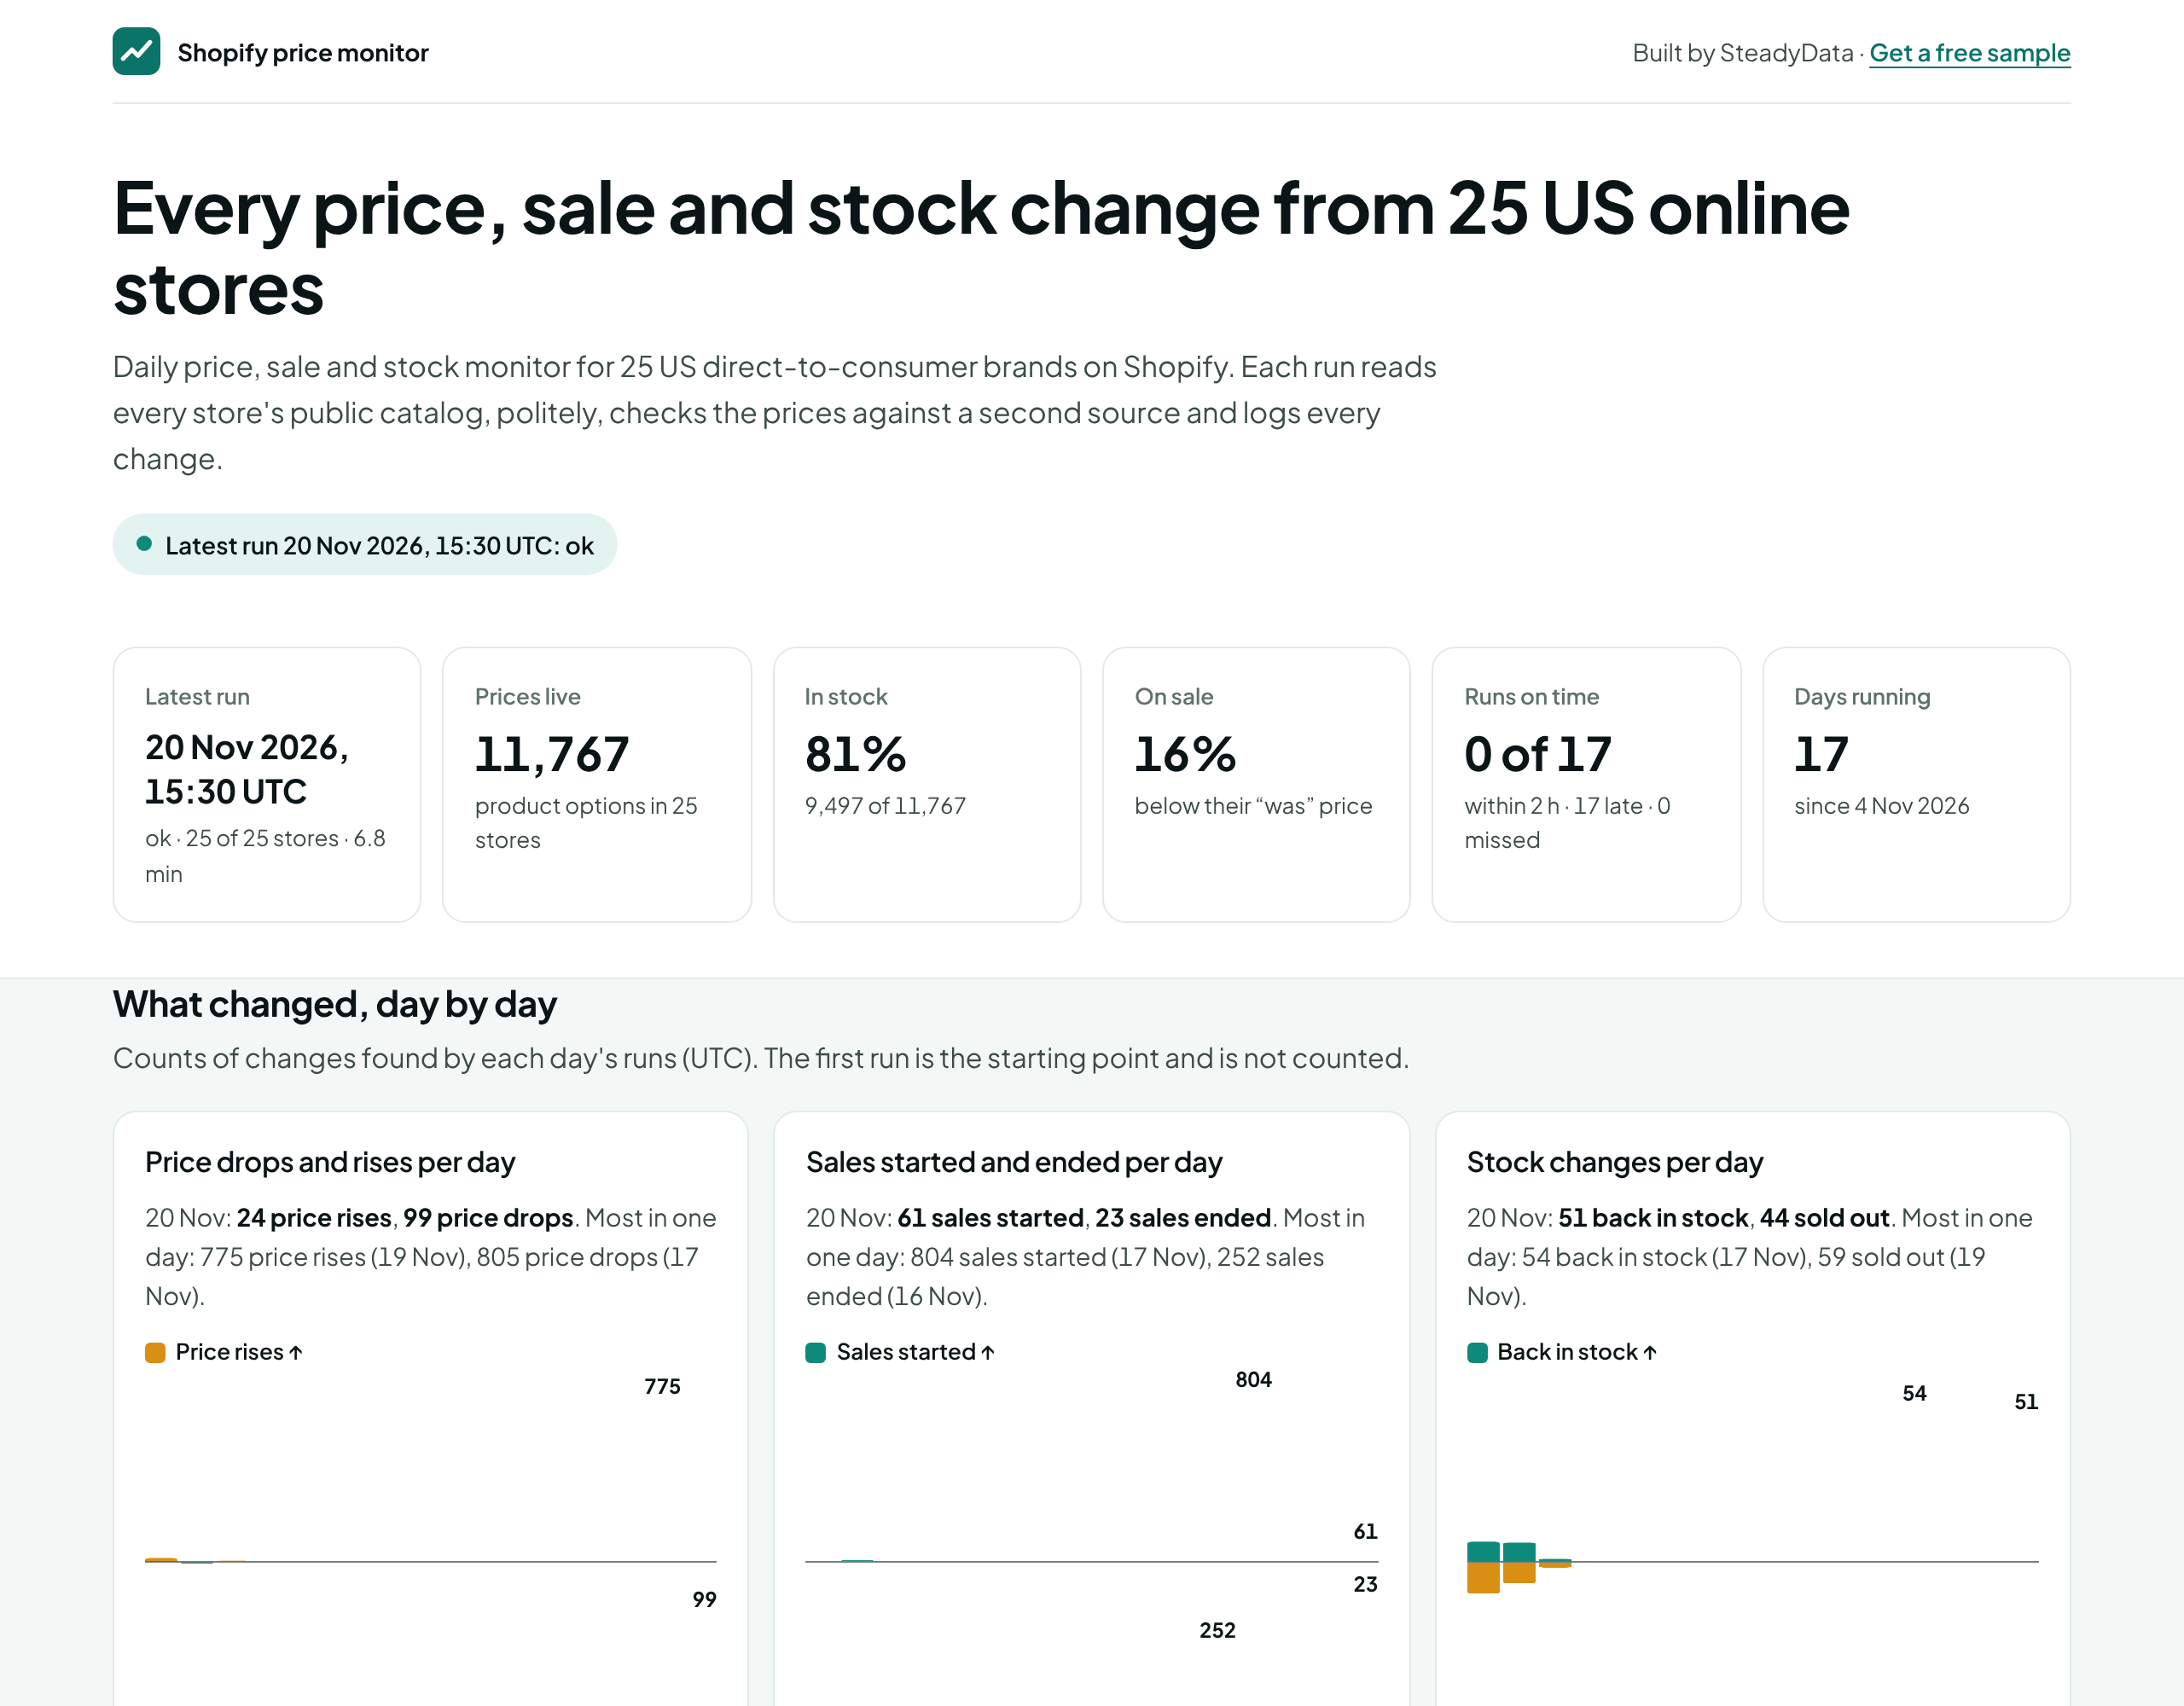 Shopify price monitor
Built by SteadyData · Get a free sample
Every price, sale and stock change from 25 US online
stores
Daily price, sale and stock monitor for 25 US direct-to-consumer brands on Shopify. Each run reads
every store's public catalog, politely, checks the prices against a second source and logs every
change.
Latest run 20 Nov 2026, 15:30 UTC: ok
Latest run
20 Nov 2026,
15:30 UTC
ok · 25 of 25 stores · 6.8
min
Prices live
11,767
product options in 25
stores
In stock
81%
9,497 of 11,767
On sale
16%
below their “was” price
Runs on time
0 of 17
within 2 h · 17 late · 0
missed
Days running
17
since 4 Nov 2026
What changed, day by day
Counts of changes found by each day's runs (UTC). The first run is the starting point and is not counted.
Price drops and rises per day
20 Nov: 24 price rises, 99 price drops. Most in one
day: 775 price rises (19 Nov), 805 price drops (17
Nov).
Price rises ↑
775
99
Sales started and ended per day
20 Nov: 61 sales started, 23 sales ended. Most in
one day: 804 sales started (17 Nov), 252 sales
ended (16 Nov).
Sales started ↑
804
61
23
252
Stock changes per day
20 Nov: 51 back in stock, 44 sold out. Most in one
day: 54 back in stock (17 Nov), 59 sold out (19
Nov).
Back in stock ↑
54
51